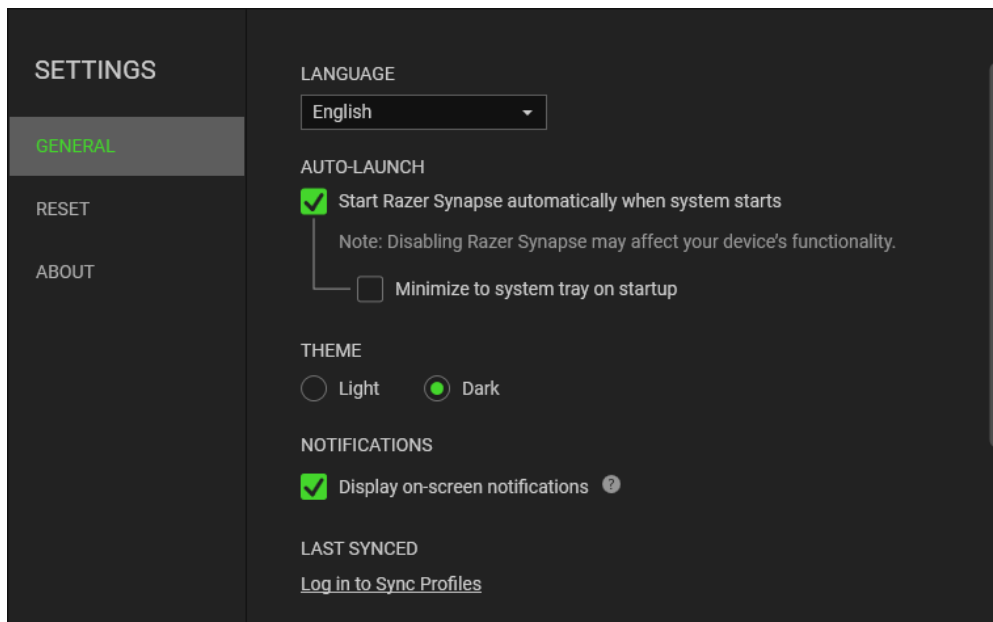 SETTINGS
GENERAL
RESET
ABOUT
LANGUAGE
English
AUTO-LAUNCH
Start Razer Synapse automatically when system starts
Note: Disabling Razer Synapse may affect your device’s functionality.
Minimize to system tray on startup
THEME
Light Dark
NOTIFICATIONS
Display on-screen notifications ?
LAST SYNCED
Log in to Sync Profiles